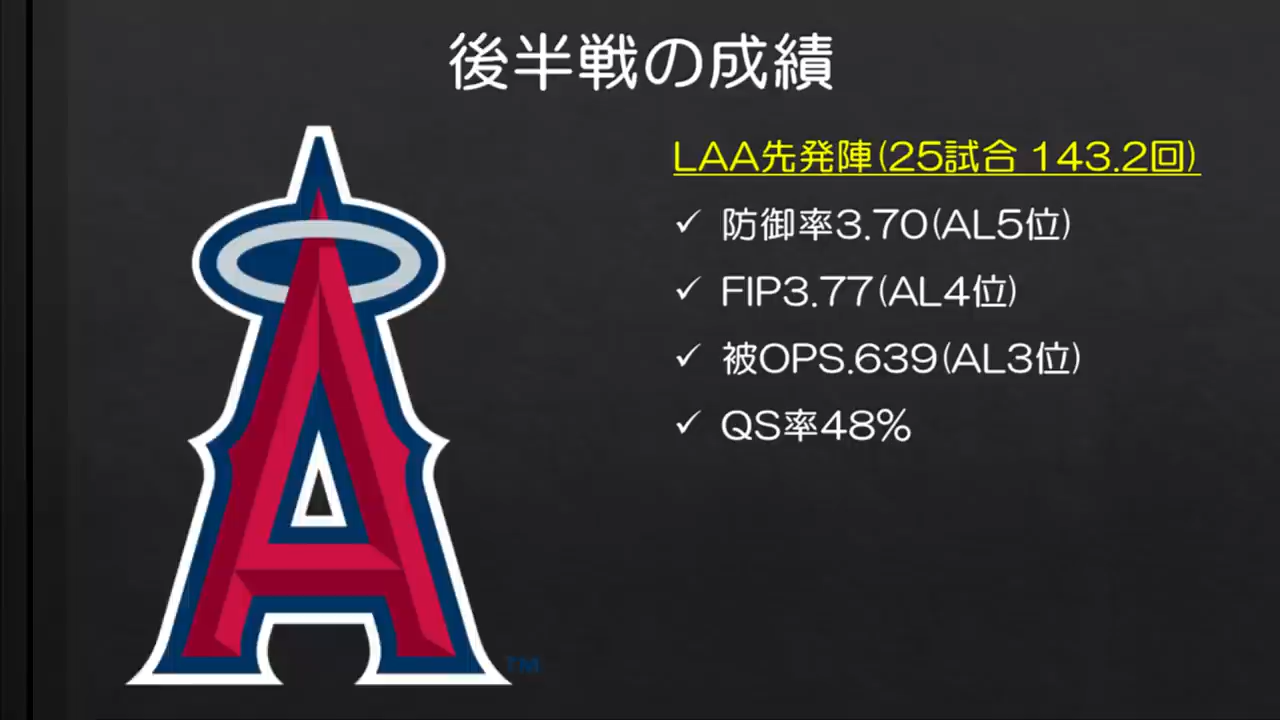 後半戦の成績
LAA先発陣(25試合 143.2回)
✓ 防御率3.70(AL5位)
✓ FIP3.77(AL4位)
✓ 被OPS.639(AL3位)
✓ QS率48%
A
TM